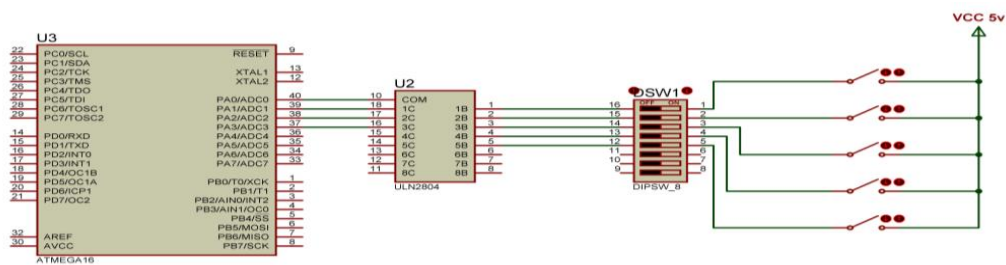 VCC 5v
U3
22 PC0/SCL RESET 9
23 PC1/SDA
24 PC2/TCK XTAL1 13
25 PC3/TMS XTAL2 12
26 PC4/TDO
27 PC5/TDI PA0/ADC0 40
28 PC6/TOSC1 PA1/ADC1 39
29 PC7/TOSC2 PA2/ADC2 38
PA3/ADC3 37
14 PD0/RXD PA4/ADC4 36
15 PD1/TXD PA5/ADC5 35
16 PD2/INT0 PA6/ADC6 34
17 PD3/INT1 PA7/ADC7 33
18 PD4/OC1B
19 PD5/OC1A PB0/T0/XCK 1
20 PD6/ICP1 PB1/T1 2
21 PD7/OC2 PB2/AIN0/INT2 3
PB3/AIN1/OC0 4
PB4/SS 5
PB5/MOSI 6
32 AREF PB6/MISO 7
30 AVCC PB7/SCK 8
ATMEGA16
U2
10 COM
18 1C 1B 1
17 2C 2B 2
16 3C 3B 3
15 4C 4B 4
14 5C 5B 5
13 6C 6B 6
12 7C 7B 7
11 8C 8B 8
ULN2804
DSW1
OFF ON
16 1
15 2
14 3
13 4
12 5
11 6
10 7
9 8
DIPSW_8